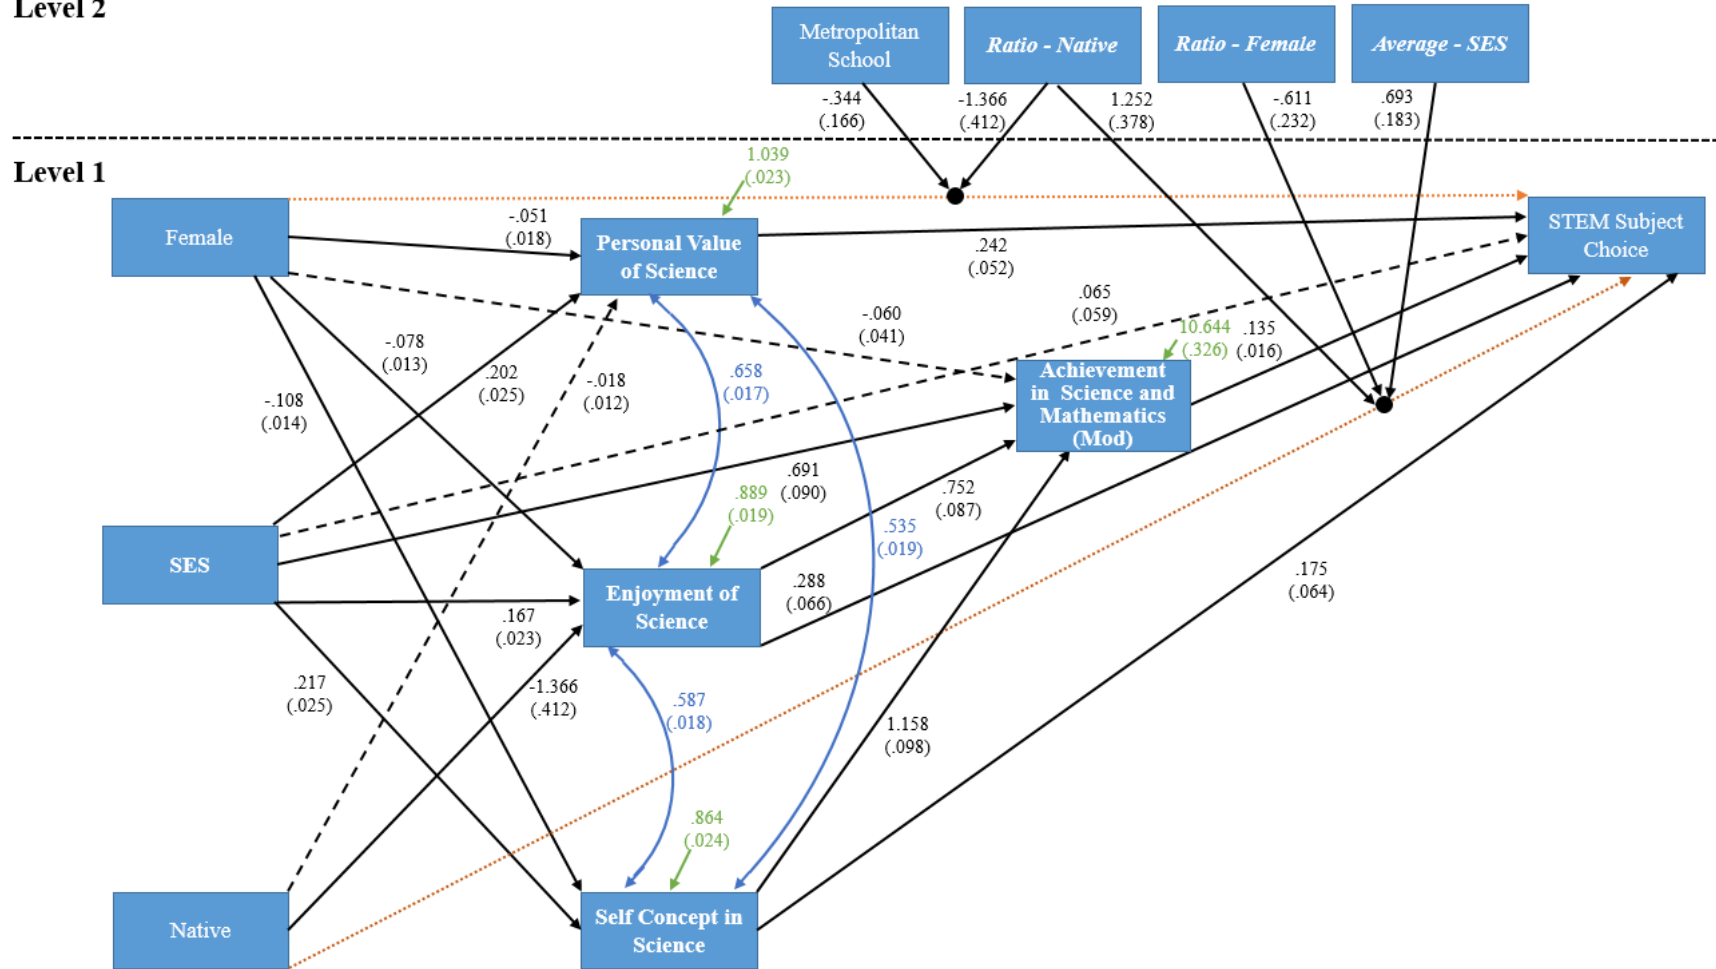 Level 2
Metropolitan
School
Ratio - Native
Ratio - Female
Average - SES
-.344
(.166)
-1.366
(.412)
1.252
(.378)
-.611
(.232)
.693
(.183)
Level 1
1.039
(.023)
Female
-.051
(.018)
Personal Value
of Science
.242
(.052)
STEM Subject
Choice
-.060
(.041)
.065
(.059)
10.644
(.326)
.135
(.016)
-.078
(.013)
.202
(.025)
-.018
(.012)
.658
(.017)
Achievement
in Science and
Mathematics
(Mod)
-.108
(.014)
.691
(.090)
.752
(.087)
.889
(.019)
.535
(.019)
SES
Enjoyment of
Science
.288
(.066)
.175
(.064)
.167
(.023)
.217
(.025)
-1.366
(.412)
.587
(.018)
1.158
(.098)
.864
(.024)
Native
Self Concept in
Science